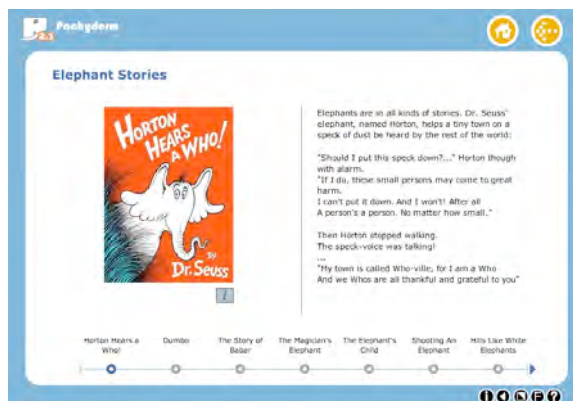 Pachyderm
2.1
Elephant Stories
HORTON
HEARS
A WHO!
BY
Dr. Seuss
i
Elephants are in all kinds of stories. Dr. Seuss'
elephant, named Horton, helps a tiny town on a
speck of dust be heard by the rest of the world:
"Should I put this speck down?..." Horton though
with alarm.
"If I do, these small persons may come to great
harm.
I can't put it down. And I won't! After all
A person's a person. No matter how small."
Then Horton stopped walking.
The speck-voice was talking!
...
"My town is called Who-ville, for I am a Who
And we Whos are all thankful and grateful to you"
Horton Hears a
Who!
Dumbo
The Story of
Babar
The Magician's
Elephant
The Elephant's
Child
Shooting An
Elephant
Hills Like White
Elephants